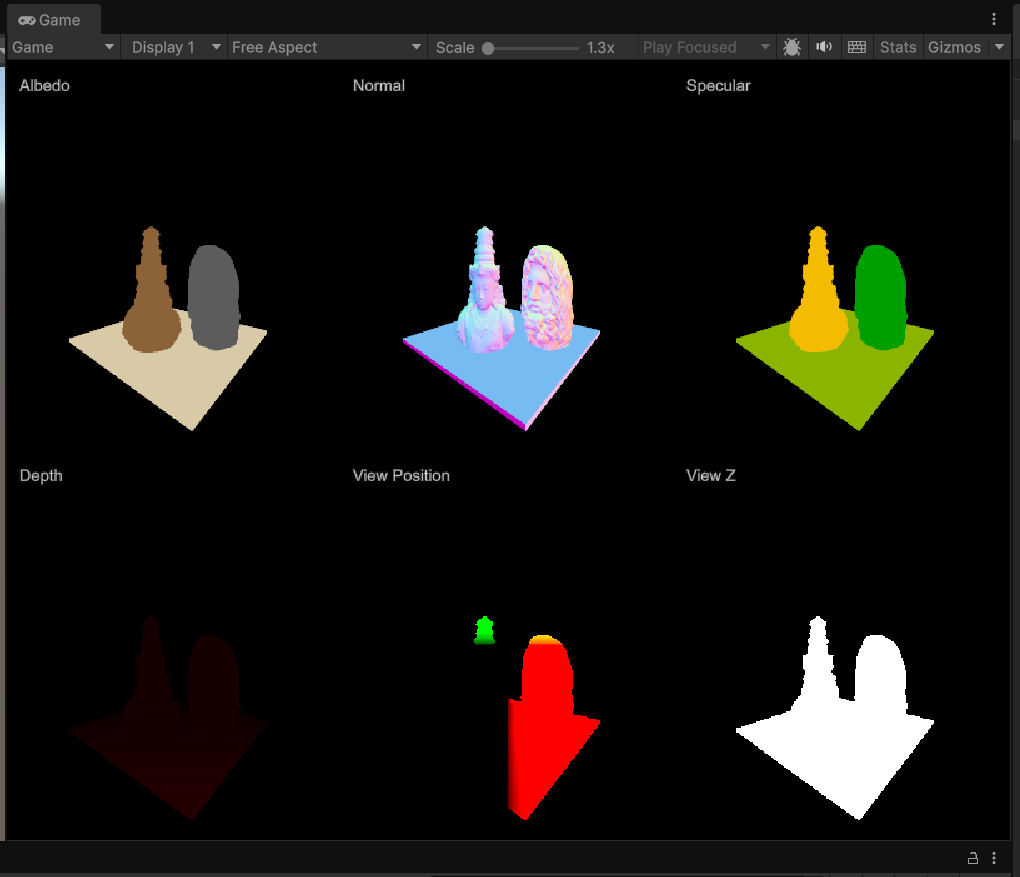 Game
Game Display 1 Free Aspect Scale 1.3x Play Focused Stats Gizmos
Albedo Normal Specular
Depth View Position View Z